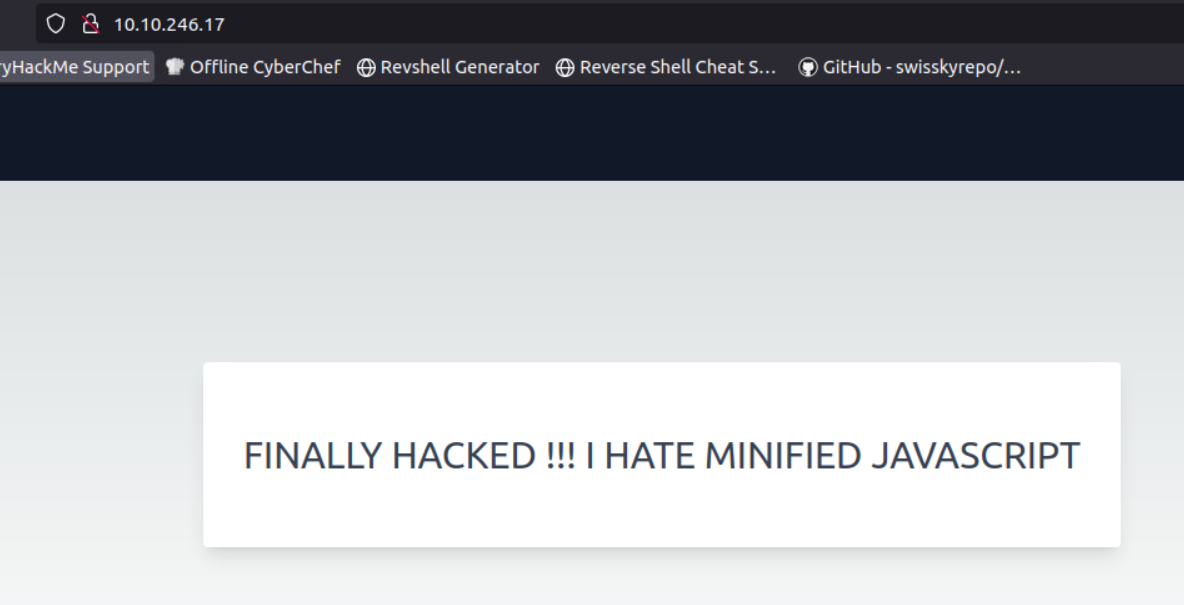 10.10.246.17
ryHackMe Support Offline CyberChef Revshell Generator Reverse Shell Cheat S... GitHub - swisskyrepo/...
FINALLY HACKED !!! I HATE MINIFIED JAVASCRIPT